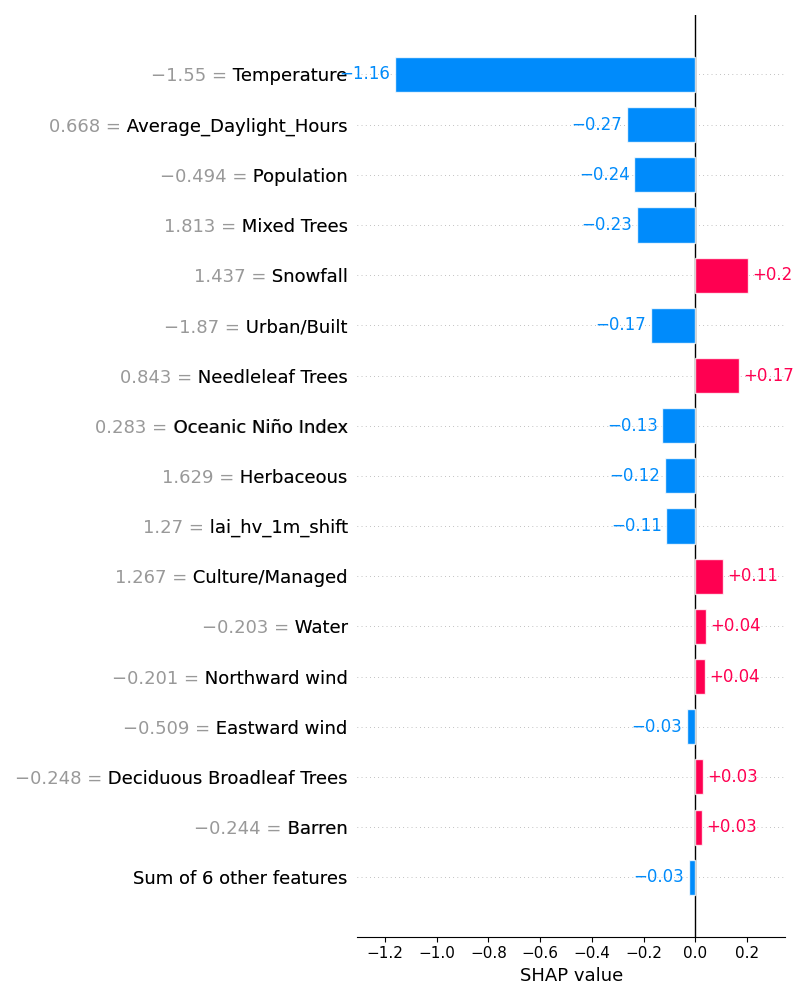 −1.55 = Temperature −1.16
0.668 = Average_Daylight_Hours −0.27
−0.494 = Population −0.24
1.813 = Mixed Trees −0.23
1.437 = Snowfall +0.2
−1.87 = Urban/Built −0.17
0.843 = Needleleaf Trees +0.17
0.283 = Oceanic Niño Index −0.13
1.629 = Herbaceous −0.12
1.27 = lai_hv_1m_shift −0.11
1.267 = Culture/Managed +0.11
−0.203 = Water +0.04
−0.201 = Northward wind +0.04
−0.509 = Eastward wind −0.03
−0.248 = Deciduous Broadleaf Trees +0.03
−0.244 = Barren +0.03
Sum of 6 other features −0.03
−1.2 −1.0 −0.8 −0.6 −0.4 −0.2 0.0 0.2
SHAP value